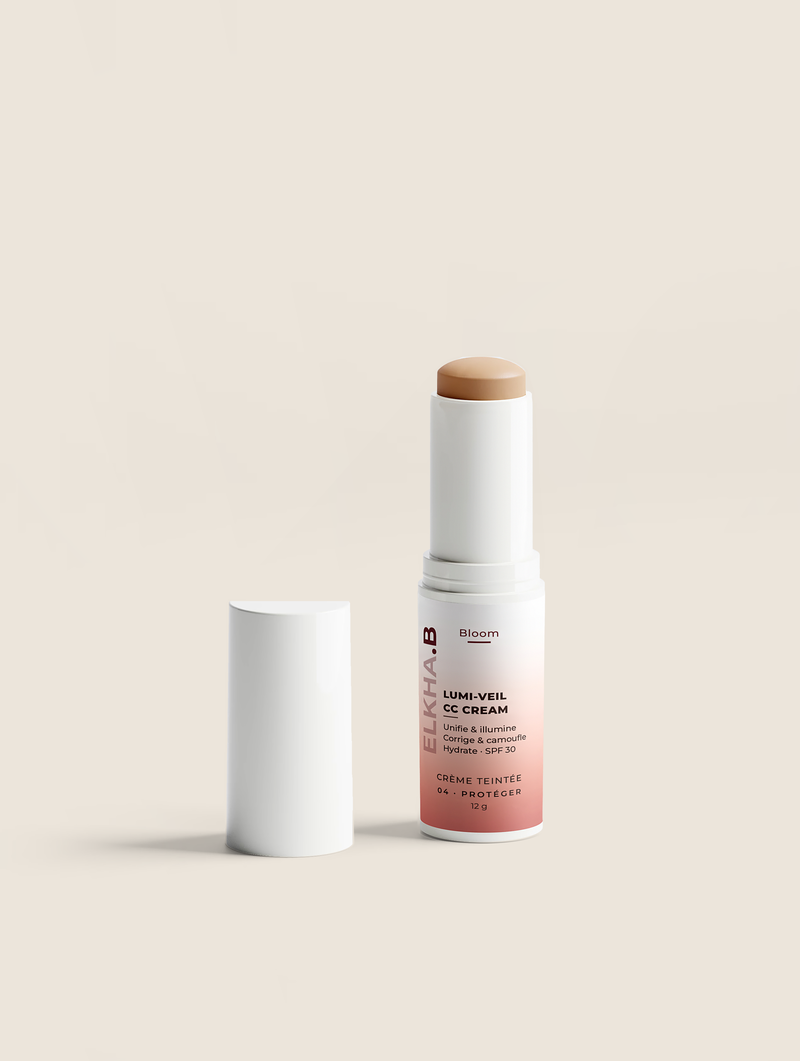 ELKHA.B
Bloom
LUMI-VEIL
CC CREAM
Unifie & illumine
Corrige & camoufle
Hydrate · SPF 30
CRÈME TEINTÉE
04 · PROTÉGER
12 g